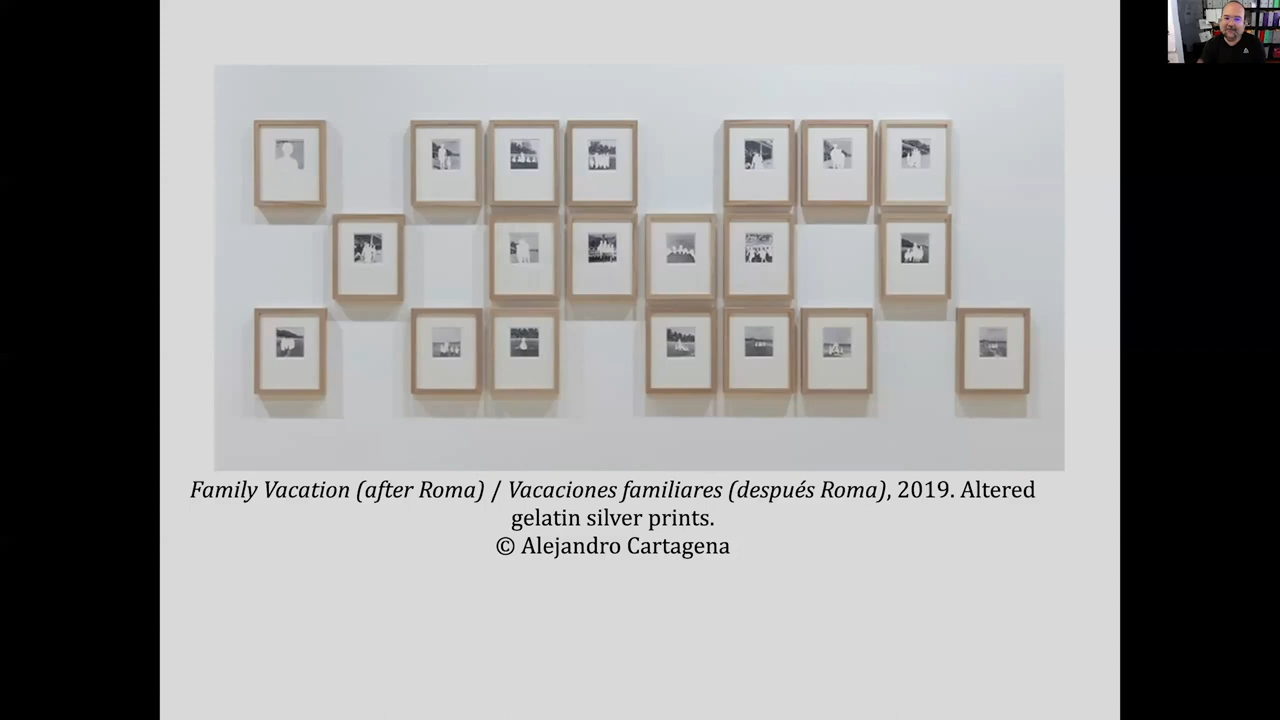 Family Vacation (after Roma) / Vacaciones familiares (después Roma), 2019. Altered
gelatin silver prints.
© Alejandro Cartagena